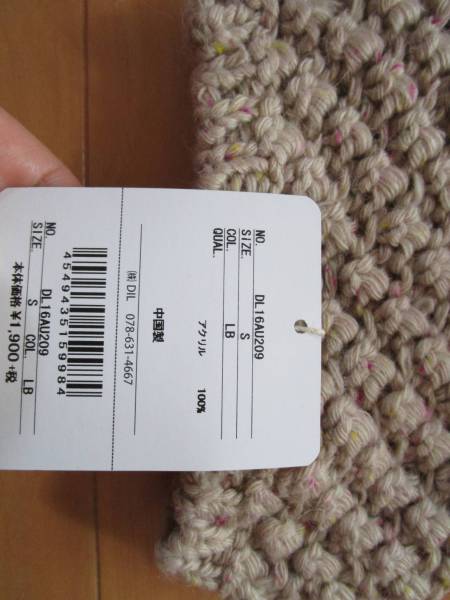 NO. DL16AU209
SIZE. S
COL. LB
QUAL.
アクリル 100%
中国製
㈱DIL 078-631-4667
4549435159984
NO. DL16AU209
SIZE. S COL. LB
本体価格 ¥1,900+税